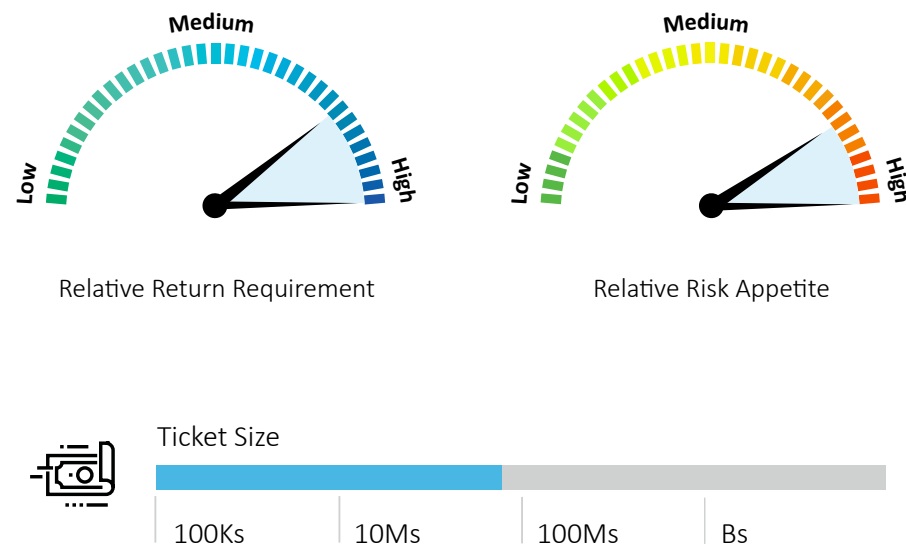 Medium
Low
High
Relative Return Requirement
Medium
Low
High
Relative Risk Appetite
Ticket Size
100Ks
10Ms
100Ms
Bs